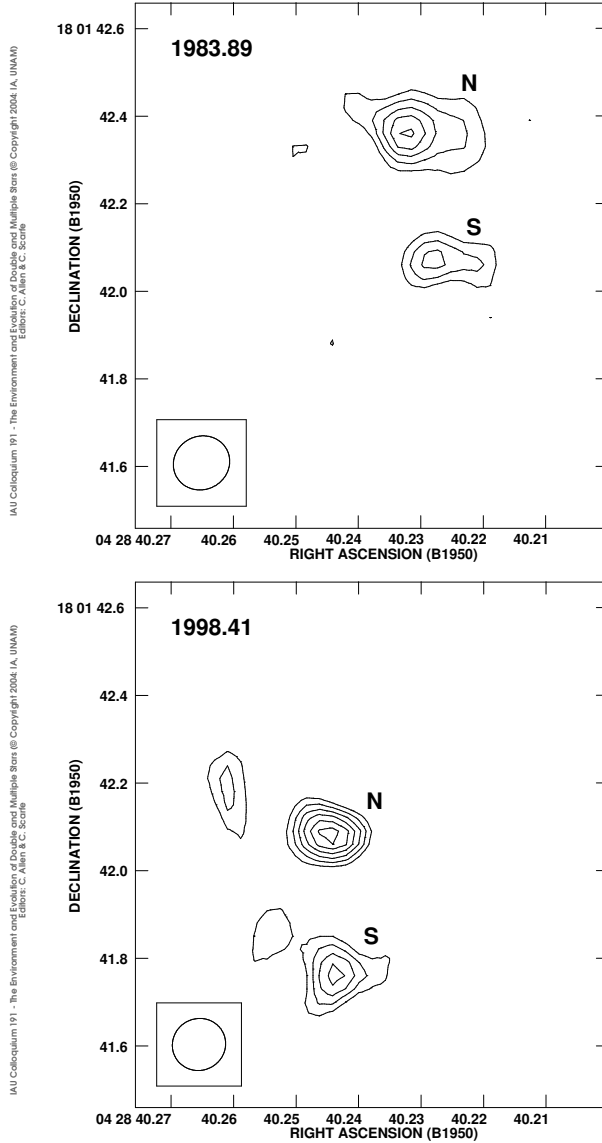 IAU Colloquium 191 - The Environment and Evolution of Double and Multiple Stars (© Copyright 2004: IA, UNAM)
Editors: C. Allen & C. Scarfe
1983.89
N
S
18 01 42.6
42.4
42.2
42.0
41.8
41.6
DECLINATION (B1950)
04 28 40.27 40.26 40.25 40.24 40.23 40.22 40.21
RIGHT ASCENSION (B1950)
IAU Colloquium 191 - The Environment and Evolution of Double and Multiple Stars (© Copyright 2004: IA, UNAM)
Editors: C. Allen & C. Scarfe
1998.41
N
S
18 01 42.6
42.4
42.2
42.0
41.8
41.6
DECLINATION (B1950)
04 28 40.27 40.26 40.25 40.24 40.23 40.22 40.21
RIGHT ASCENSION (B1950)